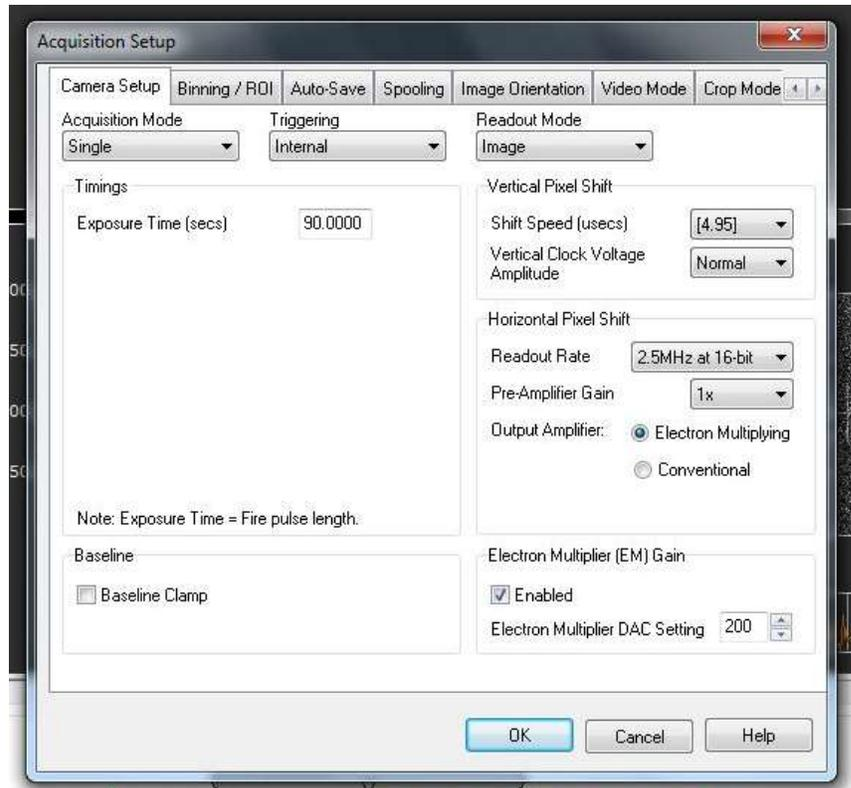 Acquisition Setup
Camera Setup Binning / ROI Auto-Save Spooling Image Orientation Video Mode Crop Mode
Acquisition Mode Triggering Readout Mode
Single Internal Image
Timings
Exposure Time (secs) 90.0000
Note: Exposure Time = Fire pulse length.
Baseline
Baseline Clamp
Vertical Pixel Shift
Shift Speed (usecs) [4.95]
Vertical Clock Voltage
Amplitude
Normal
Horizontal Pixel Shift
Readout Rate 2.5MHz at 16-bit
Pre-Amplifier Gain 1x
Output Amplifier: Electron Multiplying
Conventional
Electron Multiplier (EM) Gain
Enabled
Electron Multiplier DAC Setting 200
OK Cancel Help